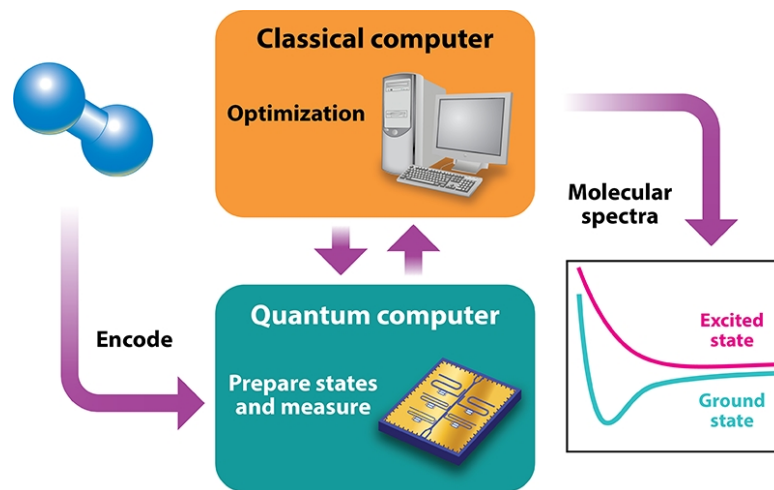 Classical computer
Optimization
Molecular
spectra
Encode
Quantum computer
Prepare states
and measure
Excited
state
Ground
state